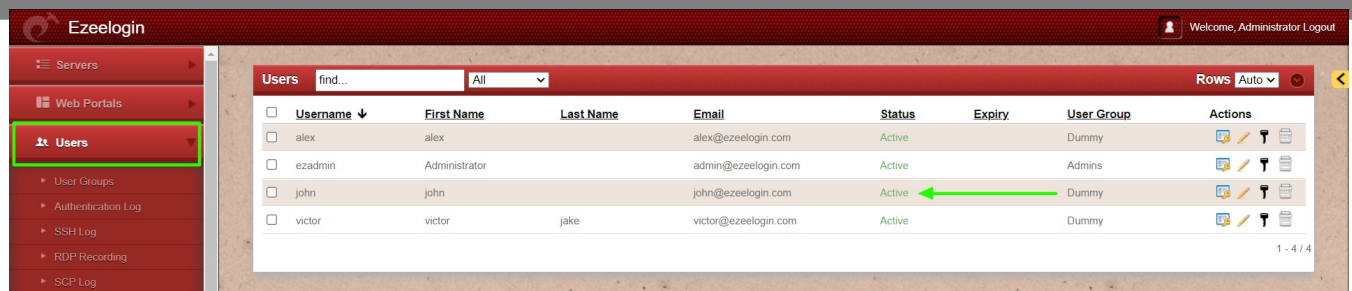 Ezeelogin
Welcome, Administrator Logout
Servers
Web Portals
Users
User Groups
Authentication Log
SSH Log
RDP Recording
SCP Log
Users find... All Rows Auto
Username First Name Last Name Email Status Expiry User Group Actions
alex alex alex@ezeelogin.com Active Dummy
ezadmin Administrator admin@ezeelogin.com Active Admins
john john john@ezeelogin.com Active Dummy
victor victor jake victor@ezeelogin.com Active Dummy
1 - 4 / 4